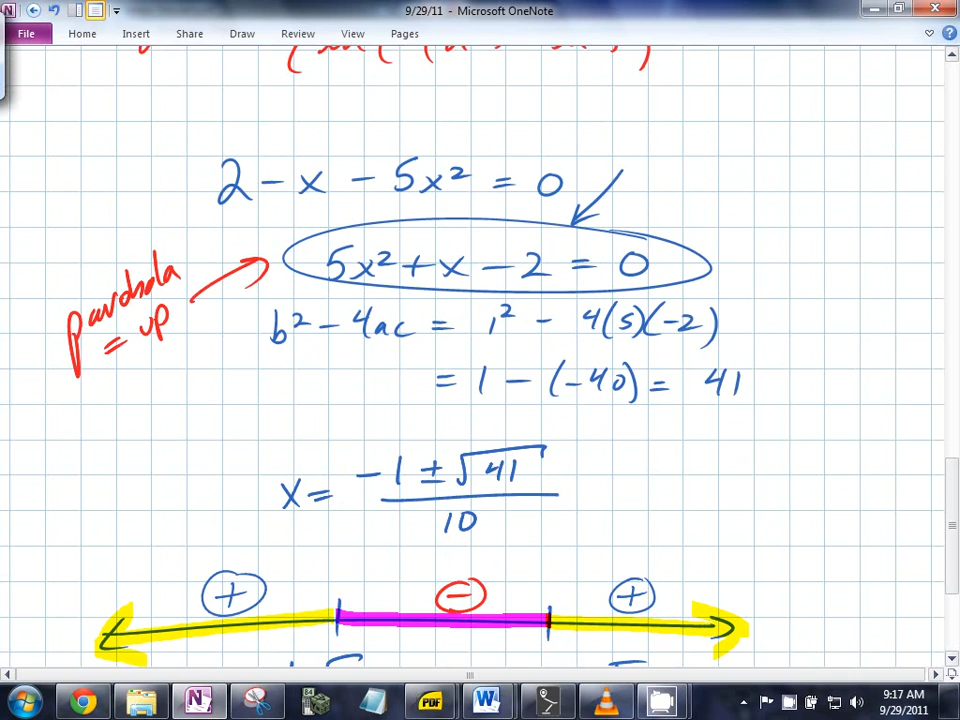 9/29/11 - Microsoft OneNote
File Home Insert Share Draw Review View Pages
2 - x - 5x² = 0
5x² + x - 2 = 0
parabola
= up
b² - 4ac = 1² - 4(5)(-2)
= 1 - (-40) = 41
x = (-1 ± √41)/10
+ - +
PDF W
9:17 AM
9/29/2011